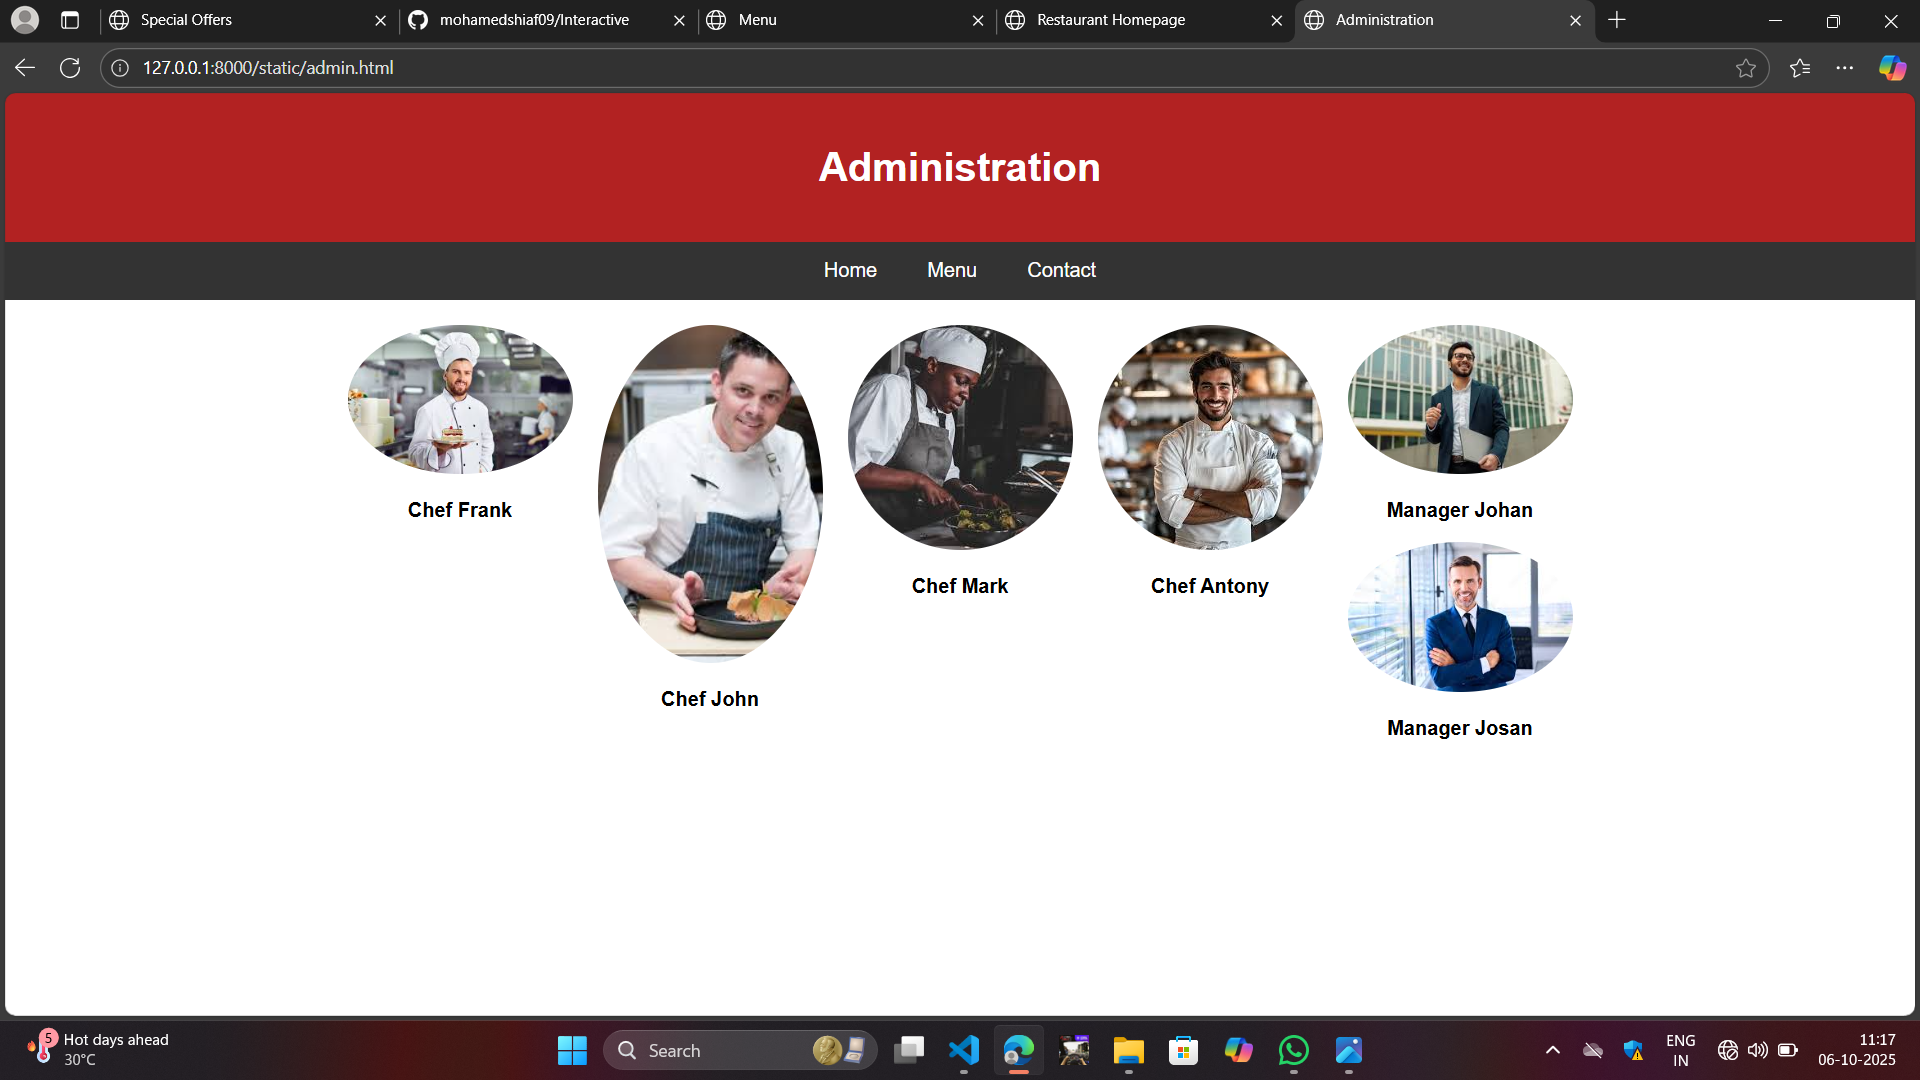 Special Offers
mohamedshiaf09/Interactive
Menu
Restaurant Homepage
Administration
127.0.0.1:8000/static/admin.html
Administration
Home Menu Contact
Chef Frank
Chef John
Chef Mark
Chef Antony
Manager Johan
Manager Josan
5
Hot days ahead
30°C
Search
ENG
IN
11:17
06-10-2025